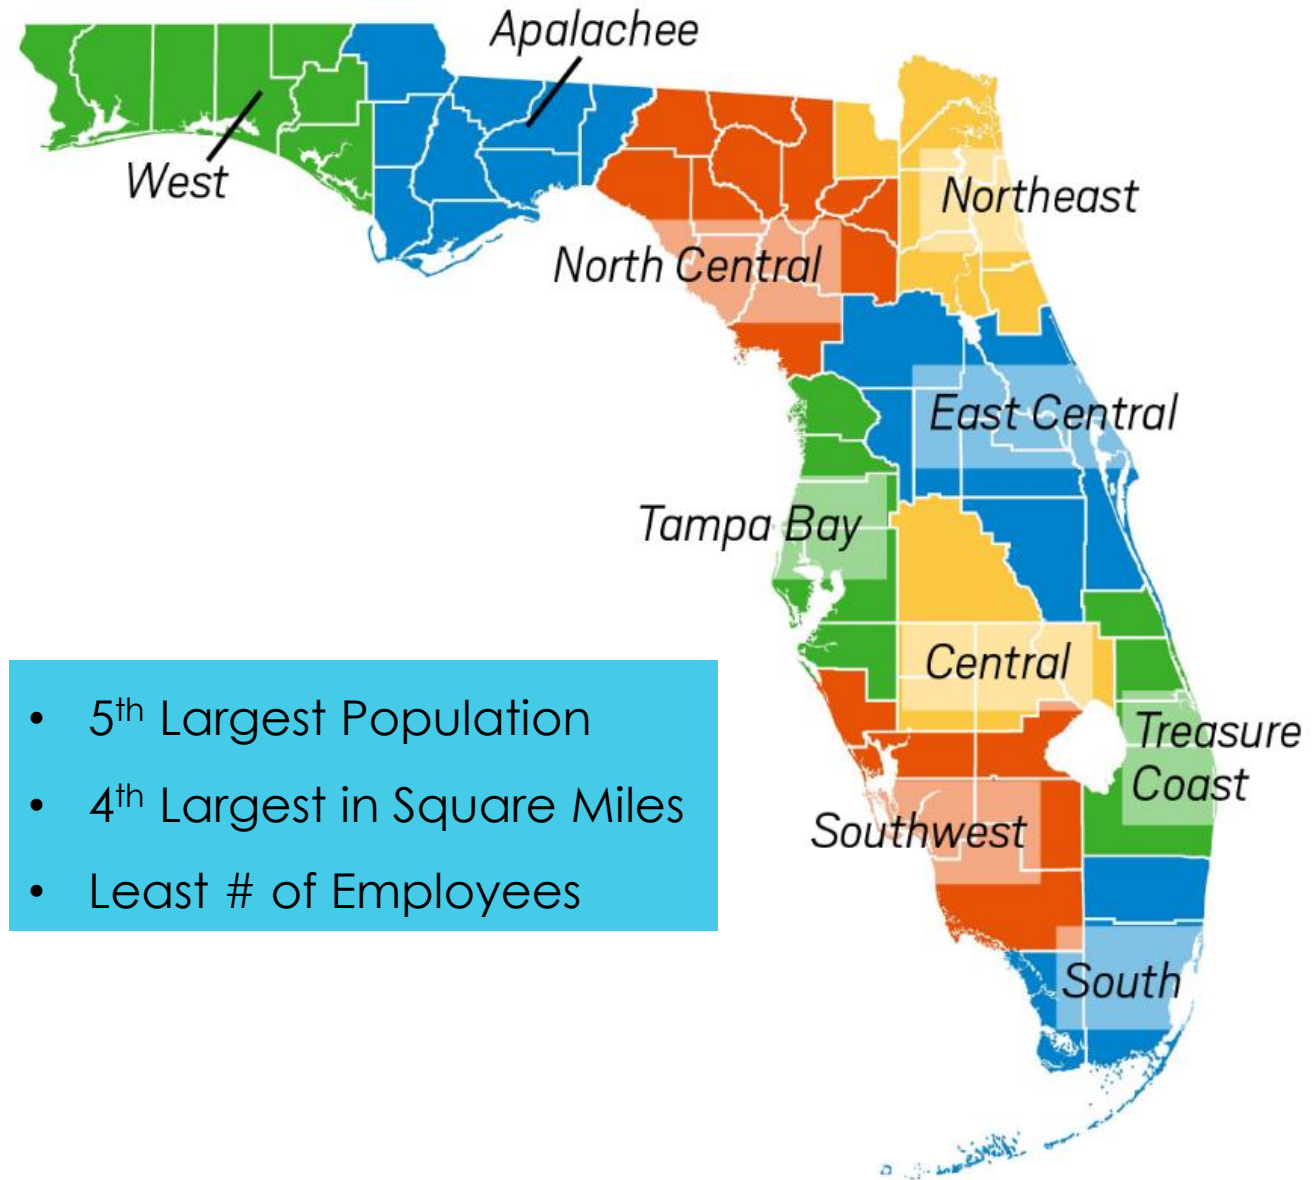 Apalachee
West
Northeast
North Central
East Central
Tampa Bay
Central
Treasure
Coast
Southwest
South
• 5th Largest Population
• 4th Largest in Square Miles
• Least # of Employees